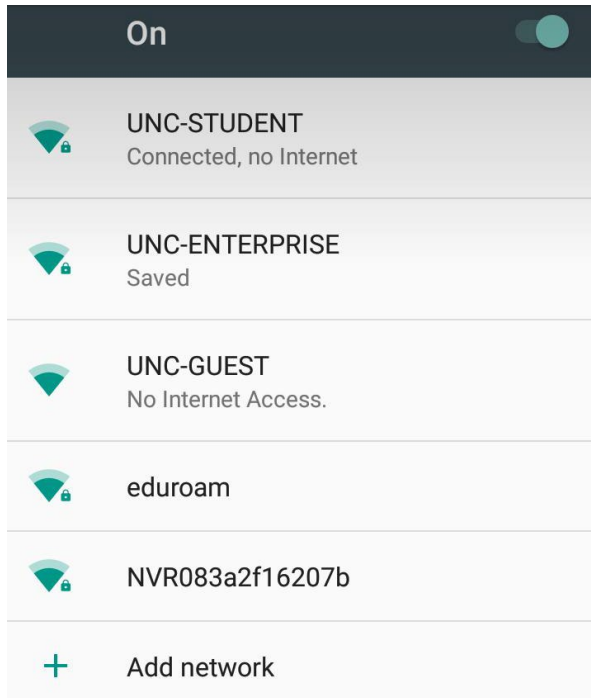 On
UNC-STUDENT
Connected, no Internet
UNC-ENTERPRISE
Saved
UNC-GUEST
No Internet Access.
eduroam
NVR083a2f16207b
Add network